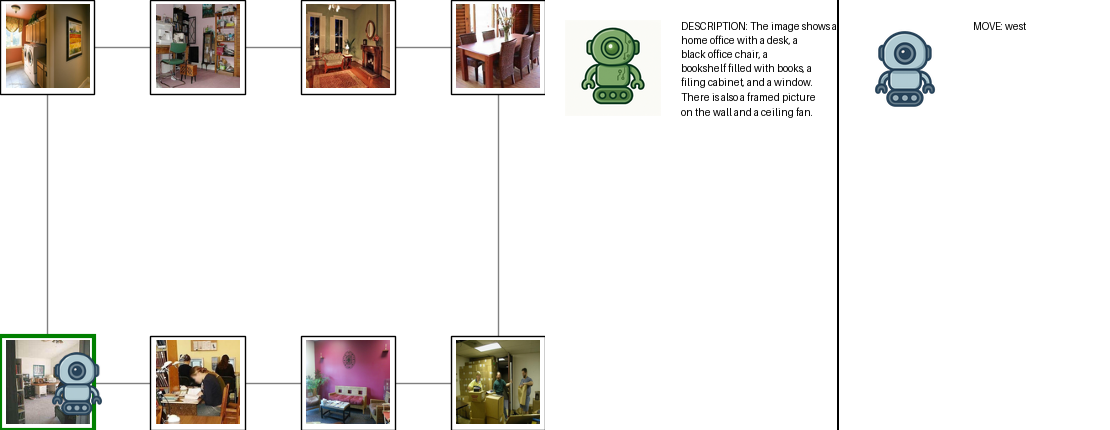 DESCRIPTION: The image shows a
home office with a desk, a
black office chair, a
bookshelf filled with books, a
filing cabinet, and a window.
There is also a framed picture
on the wall and a ceiling fan.
MOVE: west